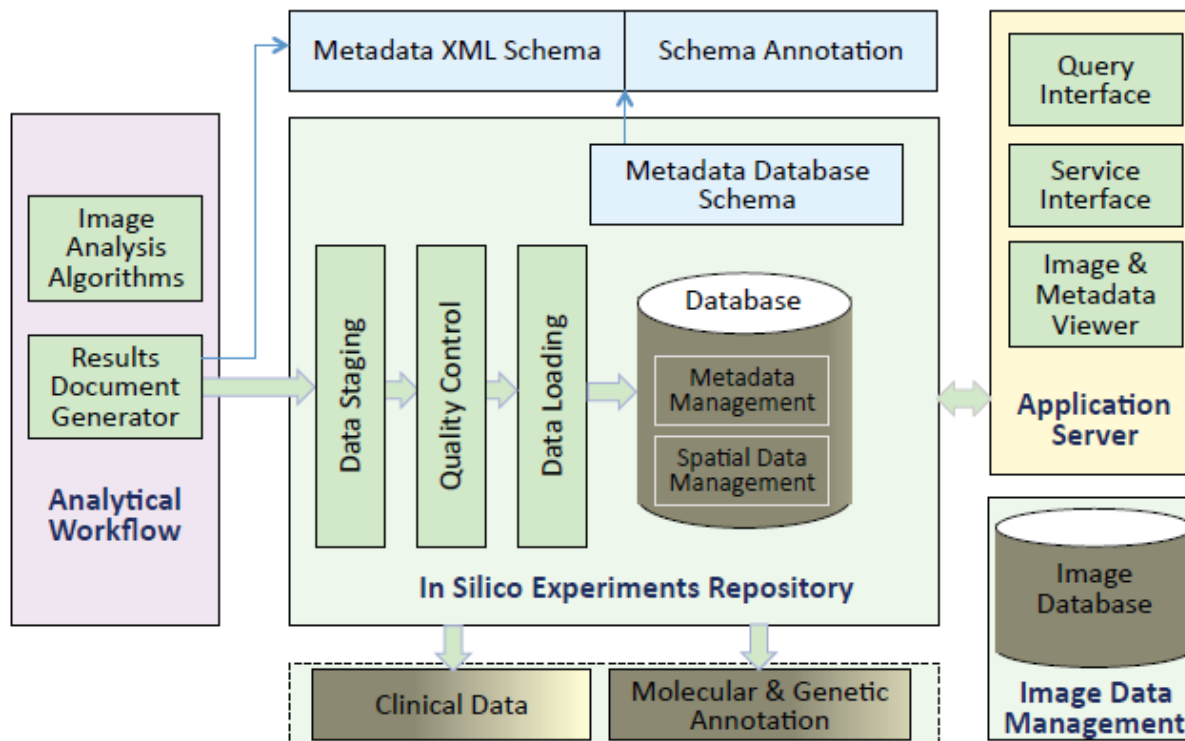 Metadata XML Schema
Schema Annotation
Query
Interface
Service
Interface
Image &
Metadata
Viewer
Application
Server
Image
Analysis
Algorithms
Results
Document
Generator
Analytical
Workflow
Metadata Database
Schema
Data Staging
Quality Control
Data Loading
Database
Metadata
Management
Spatial Data
Management
In Silico Experiments Repository
Clinical Data
Molecular & Genetic
Annotation
Image
Database
Image Data
Management